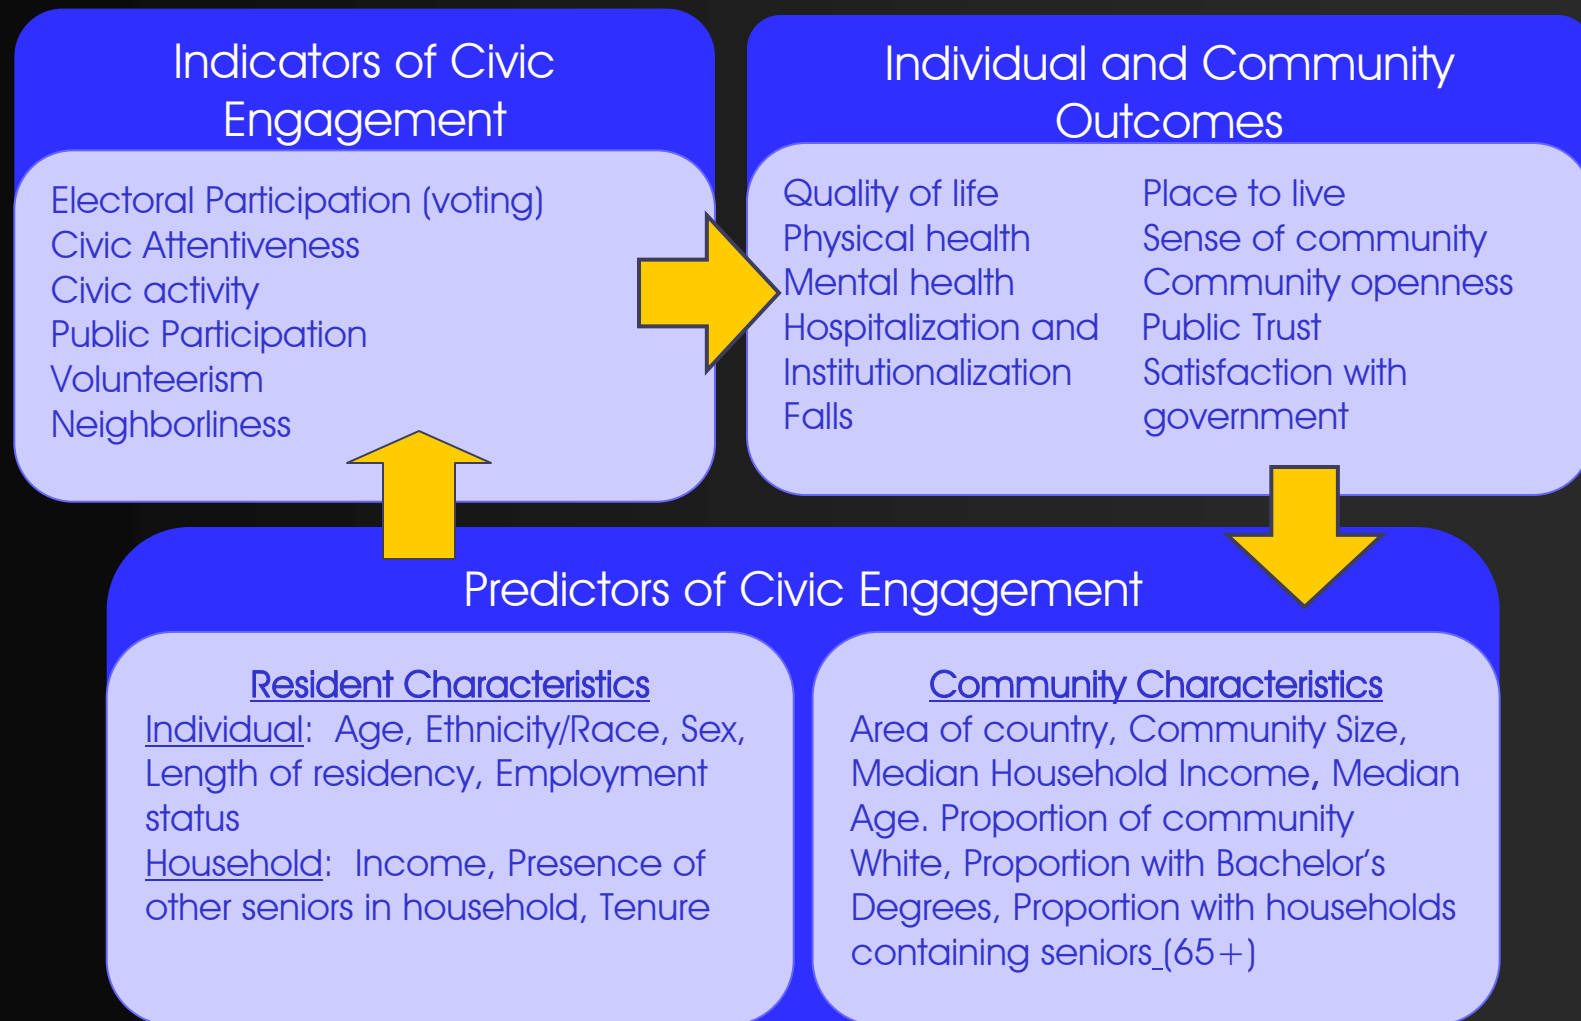 Indicators of Civic
Engagement
Electoral Participation (voting)
Civic Attentiveness
Civic activity
Public Participation
Volunteerism
Neighborliness
Individual and Community
Outcomes
Quality of life
Physical health
Mental health
Hospitalization and
Institutionalization
Falls
Place to live
Sense of community
Community openness
Public Trust
Satisfaction with
government
Predictors of Civic Engagement
Resident Characteristics
Individual: Age, Ethnicity/Race, Sex,
Length of residency, Employment
status
Household: Income, Presence of
other seniors in household, Tenure
Community Characteristics
Area of country, Community Size,
Median Household Income, Median
Age. Proportion of community
White, Proportion with Bachelor’s
Degrees, Proportion with households
containing seniors (65+)